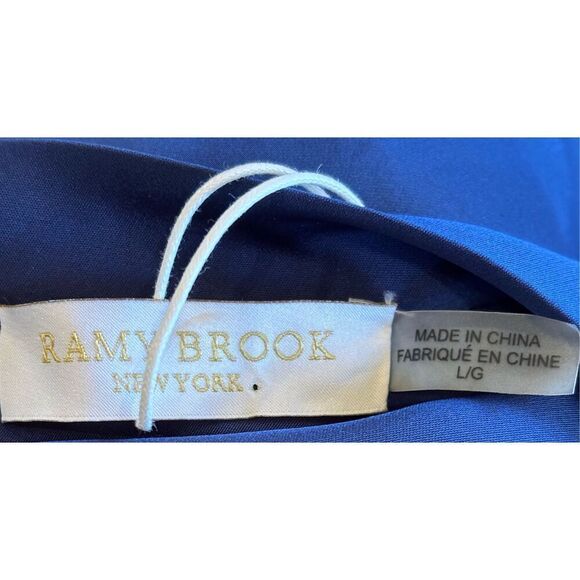 RAMY BROOK
NEW YORK
MADE IN CHINA
FABRIQUÉ EN CHINE
L/G